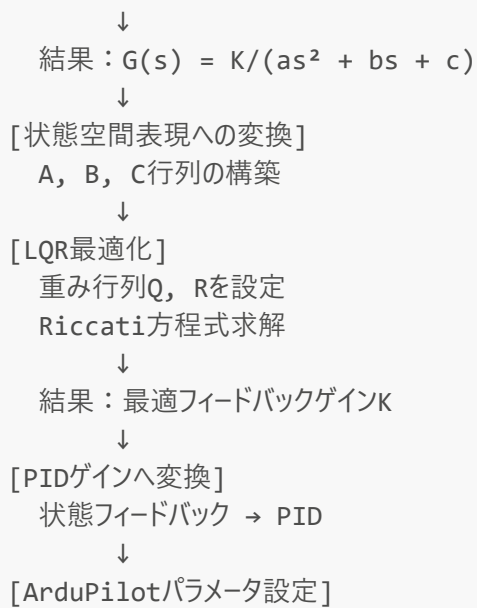 ↓
結果：G(s) = K/(as² + bs + c)
↓
[状態空間表現への変換]
A, B, C行列の構築
↓
[LQR最適化]
重み行列Q, Rを設定
Riccati方程式求解
↓
結果：最適フィードバックゲインK
↓
[PIDゲインへ変換]
状態フィードバック → PID
↓
[ArduPilotパラメータ設定]